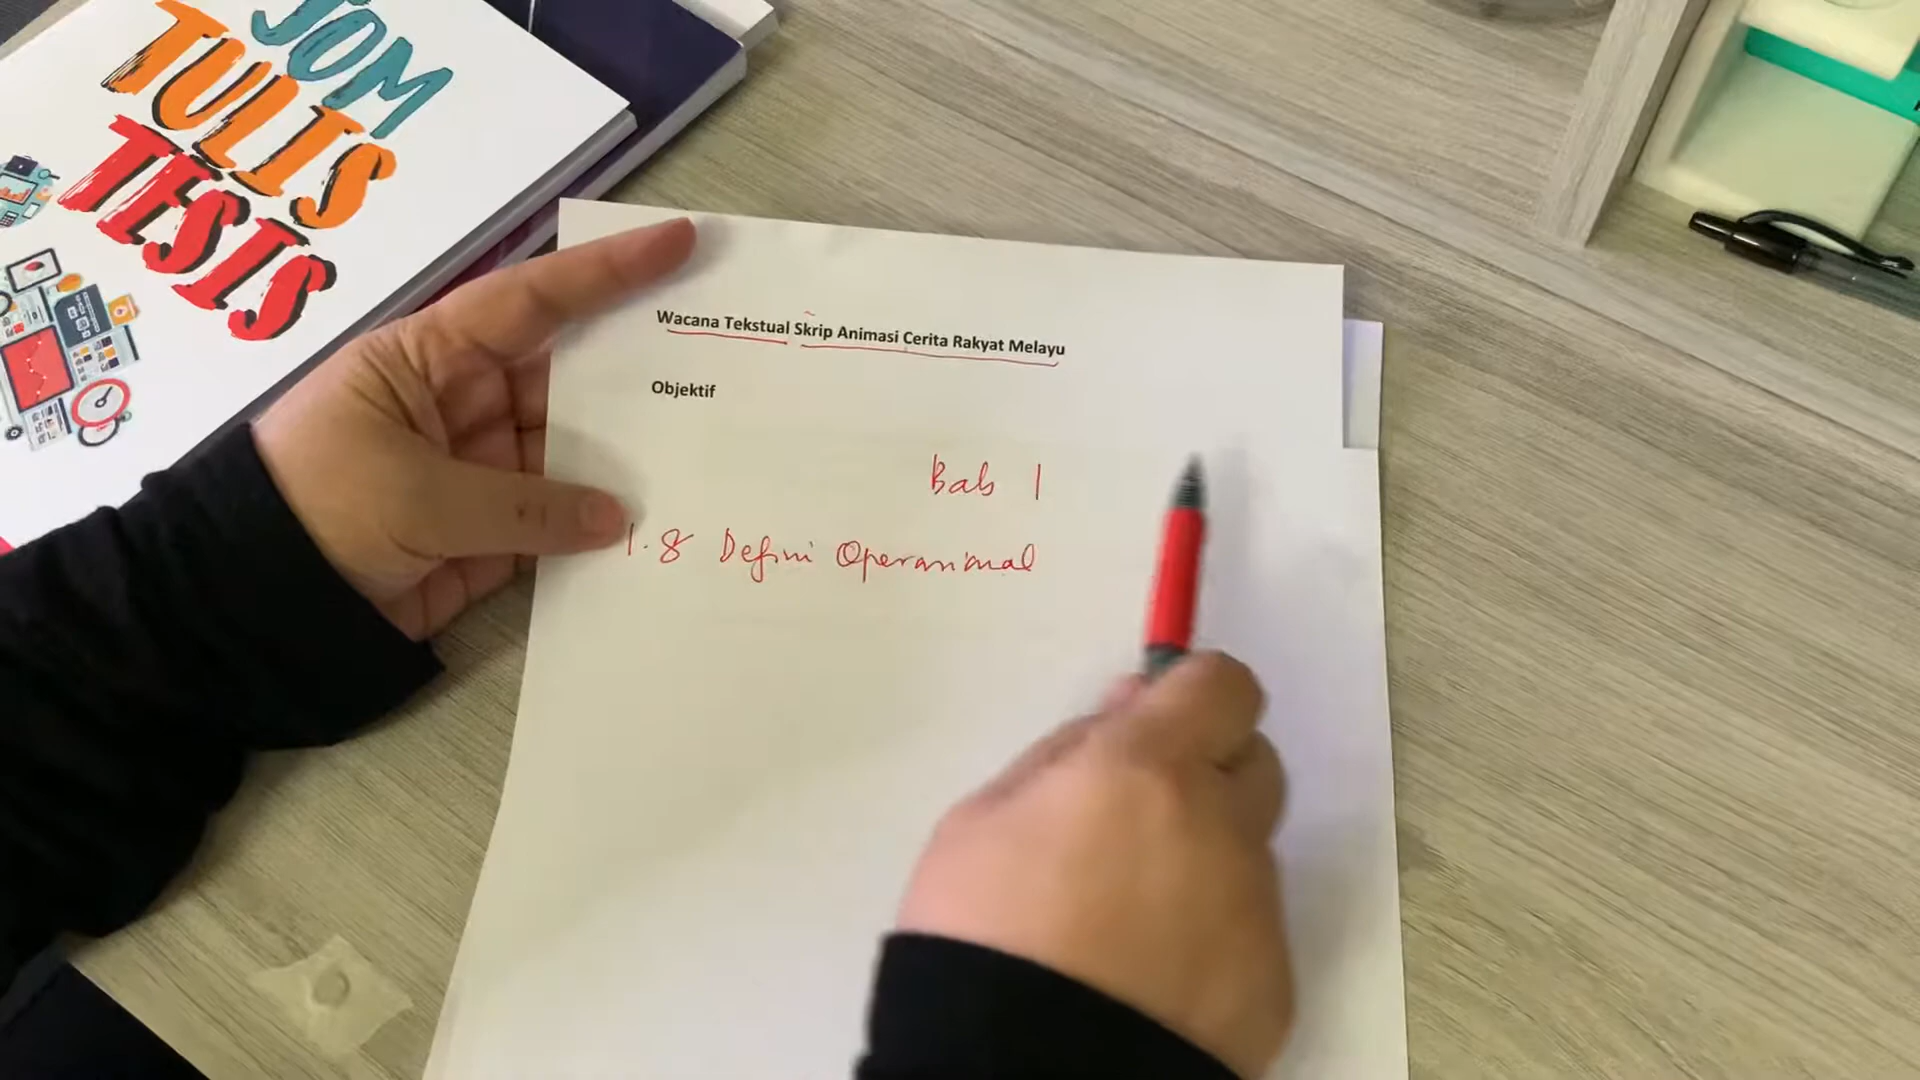 JOM
TULIS
TESIS
Wacana Tekstual Skrip Animasi Cerita Rakyat Melayu
Objektif
Bab 1
1.8 Defini Operanimal